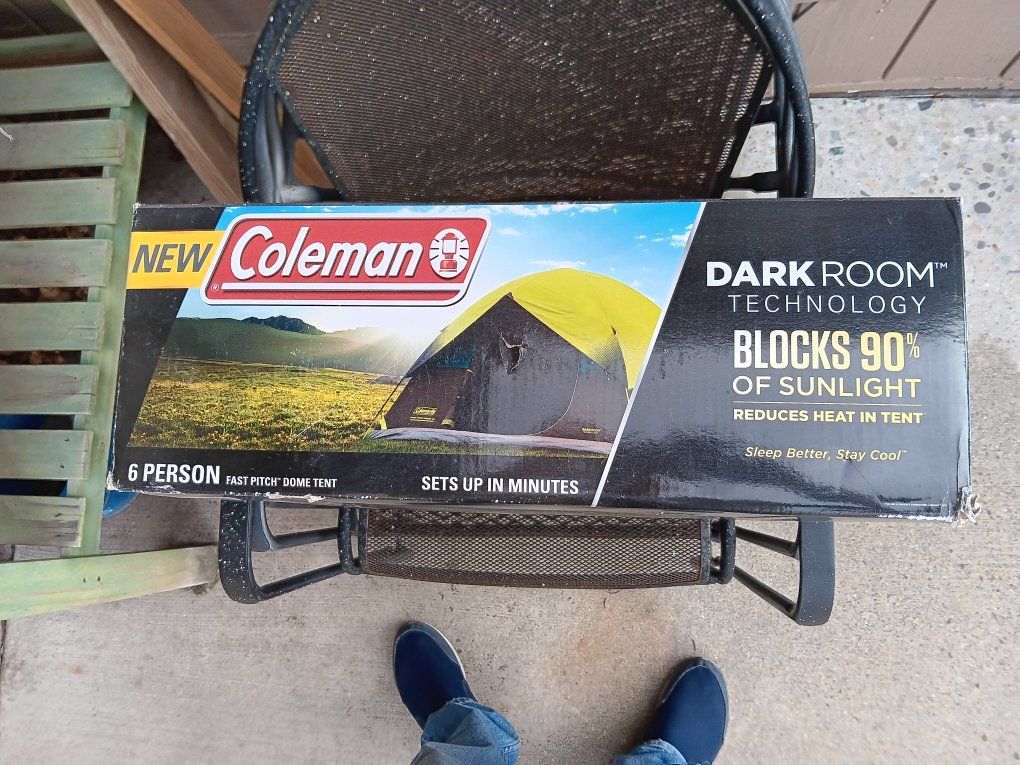 NEW
Coleman®
DARK ROOM™
TECHNOLOGY
BLOCKS 90%
OF SUNLIGHT
REDUCES HEAT IN TENT
Sleep Better, Stay Cool™
6 PERSON FAST PITCH™ DOME TENT
SETS UP IN MINUTES
Coleman